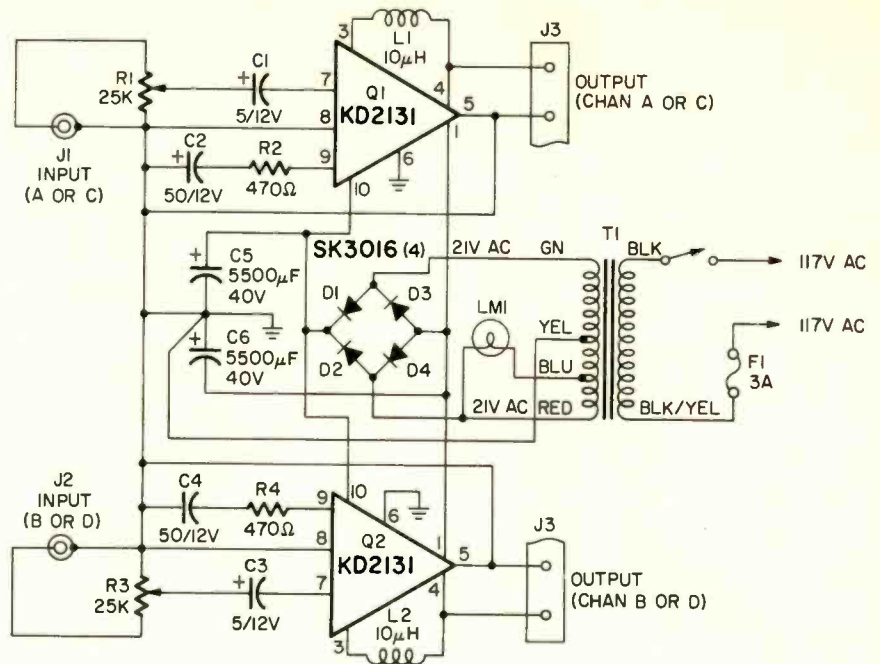 3
L1
10µH
J3
R1
25K
+ C1
5/12V
7
Q1
KD2131
4
5
1
OUTPUT
(CHAN A OR C)
8
J1
INPUT
(A OR C)
+ C2
50/12V
R2
470Ω
9
6
10
SK3016 (4)
21V AC
GN
T1
BLK
117V AC
+ C5
5500µF
40V
D1
D3
LM1
YEL
117V AC
+ C6
5500µF
40V
D2
D4
BLU
F1
3A
21V AC
RED
BLK/YEL
J2
INPUT
(B OR D)
C4
50/12V
R4
470Ω
9
10
6
J3
8
Q2
KD2131
1
5
4
R3
25K
+ C3
5/12V
7
L2
10µH
3
OUTPUT
(CHAN B OR D)